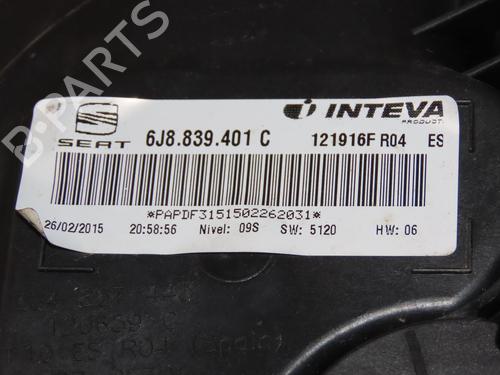 B-PARTS
SEAT
6J8.839.401 C
INTEVA
PRODUCTS
121916F R04 ES
*PAPDF3151502262031*
26/02/2015 20:58:56 Nivel: 09S SW: 5120 HW: 06